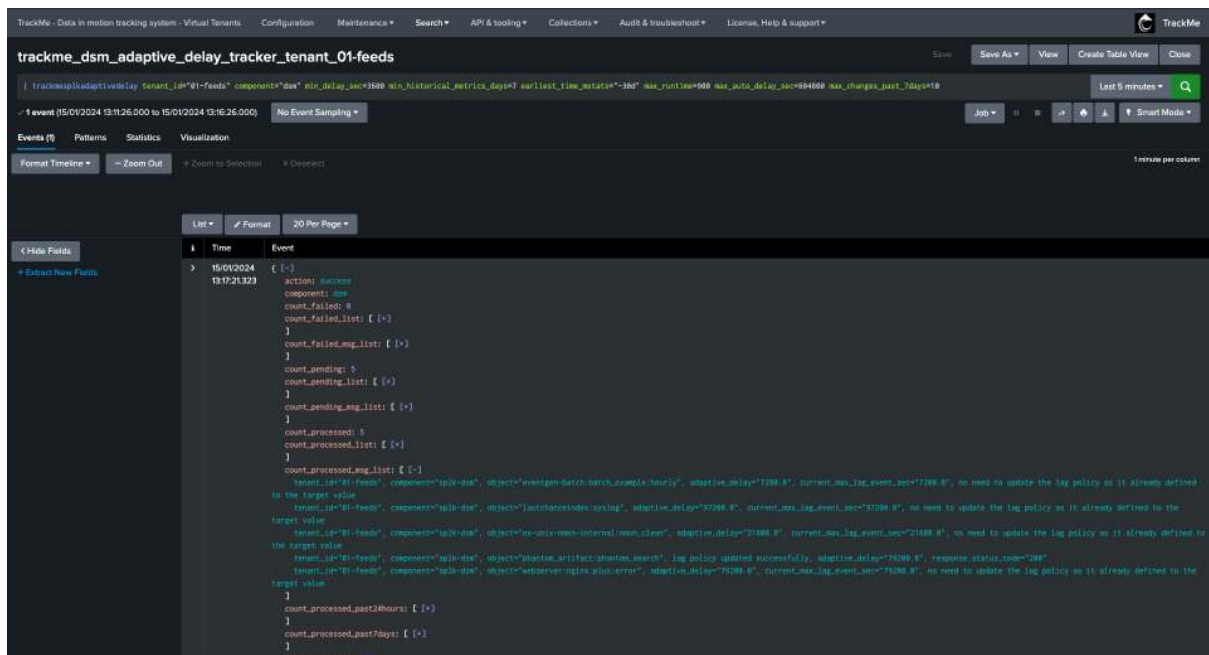 TrackMe - Data in motion tracking system - Virtual Tenants Configuration Maintenance Search API & tooling Collections Audit & troubleshoot License, Help & support TrackMe
trackme_dsm_adaptive_delay_tracker_tenant_01-feeds Save Save As View Create Table View Close
| trackmesplkadaptivedelay tenant_id="01-feeds" component="dsm" min_delay_sec=3600 min_historical_metrics_days=7 earliest_time_mstats="-30d" max_runtime=900 max_auto_delay_sec=604800 max_changes_past_7days=10 Last 5 minutes
1 event (15/01/2024 13:11:26.000 to 15/01/2024 13:16:26.000) No Event Sampling Job Smart Mode
Events (1) Patterns Statistics Visualization
Format Timeline – Zoom Out + Zoom to Selection × Deselect 1 minute per column
List Format 20 Per Page
< Hide Fields i Time Event
+ Extract New Fields > 15/01/2024 { [-]
13:17:21.323 action: success
component: dsm
count_failed: 0
count_failed_list: [ [+]
]
count_failed_msg_list: [ [+]
]
count_pending: 5
count_pending_list: [ [+]
]
count_pending_msg_list: [ [+]
]
count_processed: 5
count_processed_list: [ [+]
]
count_processed_msg_list: [ [-]
tenant_id="01-feeds", component="splk-dsm", object="eventgen-batch:batch_example:hourly", adaptive_delay="7200.0", current_max_lag_event_sec="7200.0", no need to update the lag policy as it already defined
to the target value
tenant_id="01-feeds", component="splk-dsm", object="lastchanceindex:syslog", adaptive_delay="97200.0", current_max_lag_event_sec="97200.0", no need to update the lag policy as it already defined to the
target value
tenant_id="01-feeds", component="splk-dsm", object="nx-unix-nmon-internal:nmon_clean", adaptive_delay="21600.0", current_max_lag_event_sec="21600.0", no need to update the lag policy as it already defined to
the target value
tenant_id="01-feeds", component="splk-dsm", object="phantom_artifact:phantom_search", lag policy updated successfully, adaptive_delay="79200.0", response.status_code="200"
tenant_id="01-feeds", component="splk-dsm", object="webserver:nginx:plus:error", adaptive_delay="79200.0", current_max_lag_event_sec="79200.0", no need to update the lag policy as it already defined to the
target value
]
count_processed_past24hours: [ [+]
]
count_processed_past7days: [ [+]
]